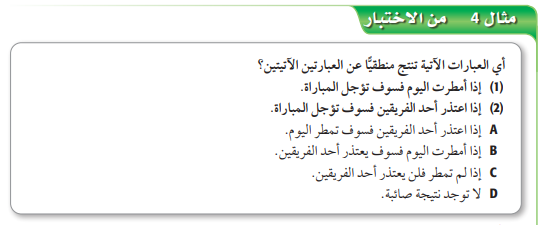 مثال 4 من الاختبار
أي العبارات الآتية تنتج منطقيًّا عن العبارتين الآتيتين؟
(1) إذا أمطرت اليوم فسوف تؤجل المباراة.
(2) إذا اعتذر أحد الفريقين فسوف تؤجل المباراة.
A إذا اعتذر أحد الفريقين فسوف تمطر اليوم.
B إذا أمطرت اليوم فسوف يعتذر أحد الفريقين.
C إذا لم تمطر فلن يعتذر أحد الفريقين.
D لا توجد نتيجة صائبة.